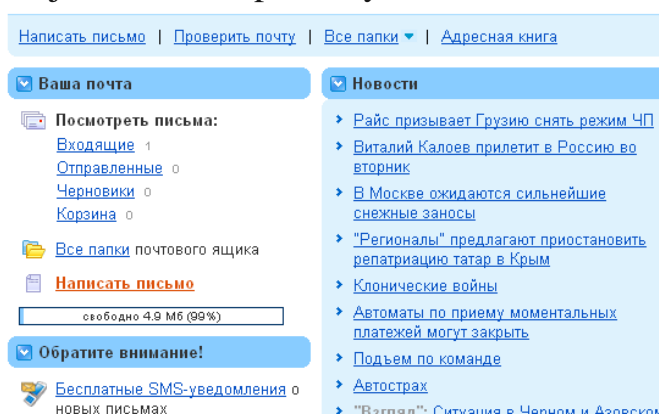 Написать письмо | Проверить почту | Все папки | Адресная книга
Ваша почта
Посмотреть письма:
Входящие 1
Отправленные 0
Черновики 0
Корзина 0
Все папки почтового ящика
Написать письмо
свободно 4.9 Мб (99%)
Обратите внимание!
Бесплатные SMS-уведомления о
новых письмах
Новости
Райс призывает Грузию снять режим ЧП
Виталий Калоев прилетит в Россию во
вторник
В Москве ожидаются сильнейшие
снежные заносы
"Регионалы" предлагают приостановить
репатриацию татар в Крым
Клонические войны
Автоматы по приему моментальных
платежей могут закрыть
Подъем по команде
Автострах
"Взгляд": Ситуация в Черном и Азовском